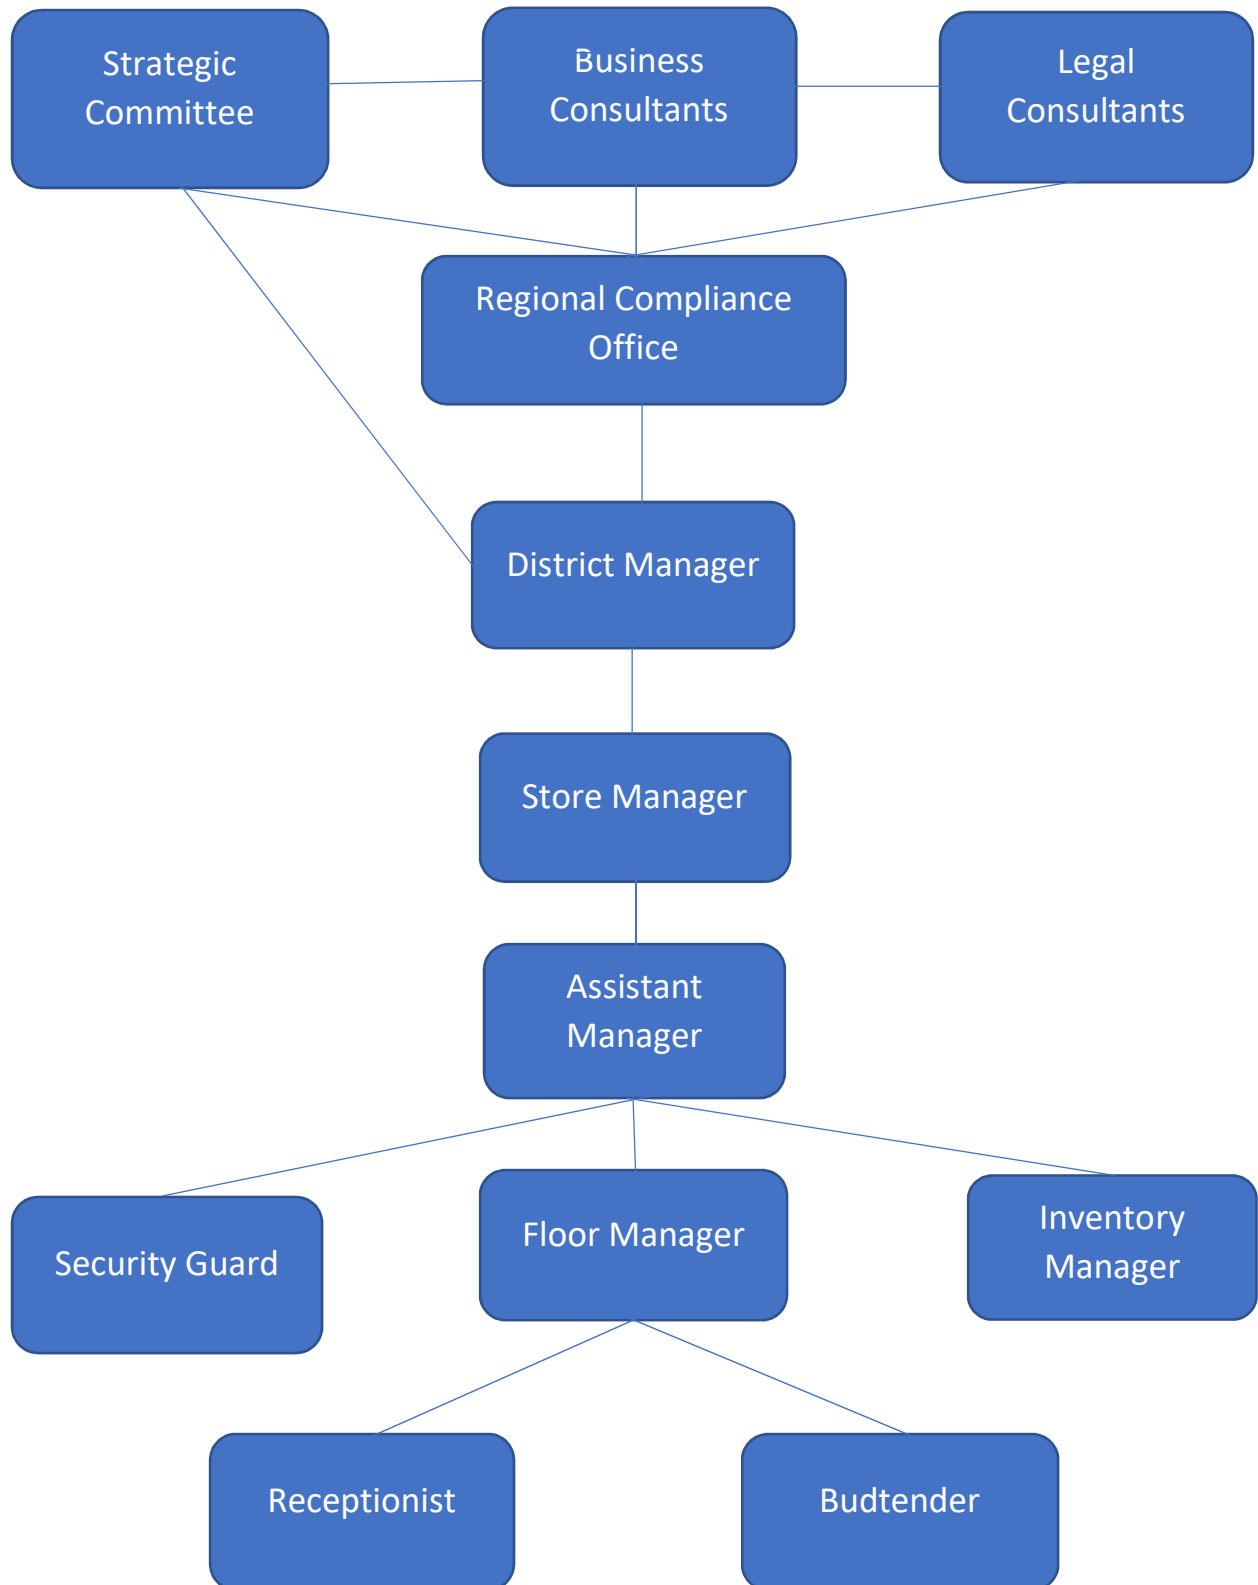 Strategic
Committee
Business
Consultants
Legal
Consultants
Regional Compliance
Office
District Manager
Store Manager
Assistant
Manager
Security Guard
Floor Manager
Inventory
Manager
Receptionist
Budtender